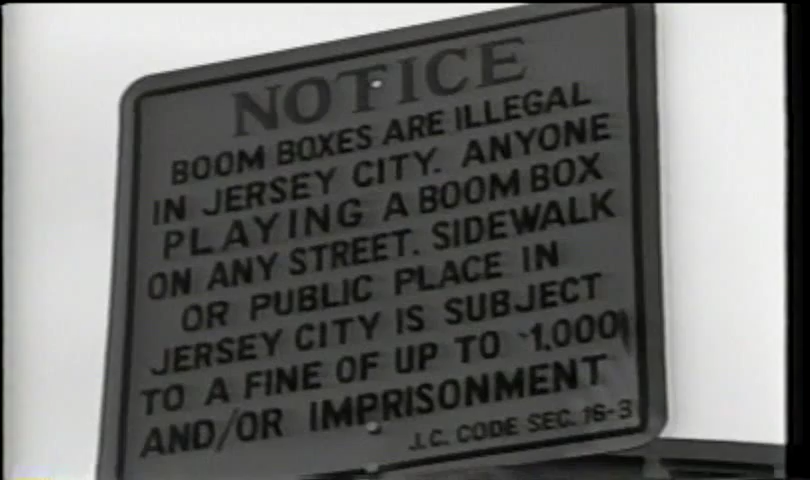 NOTICE
BOOM BOXES ARE ILLEGAL
IN JERSEY CITY. ANYONE
PLAYING A BOOM BOX
ON ANY STREET. SIDEWALK
OR PUBLIC PLACE IN
JERSEY CITY IS SUBJECT
TO A FINE OF UP TO $1,000
AND/OR IMPRISONMENT
J.C. CODE SEC. 16-3